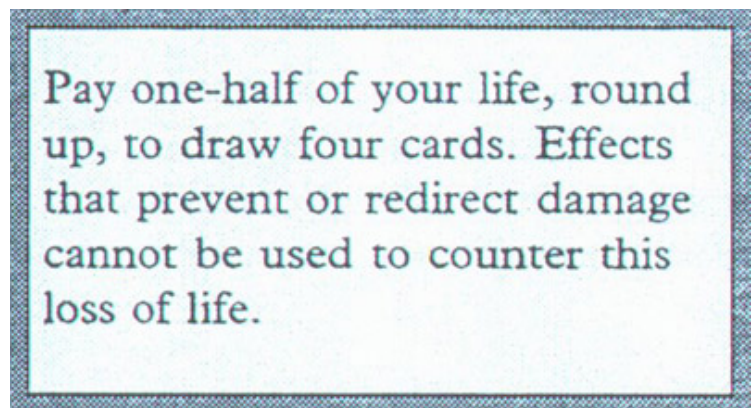 Pay one-half of your life, round
up, to draw four cards. Effects
that prevent or redirect damage
cannot be used to counter this
loss of life.